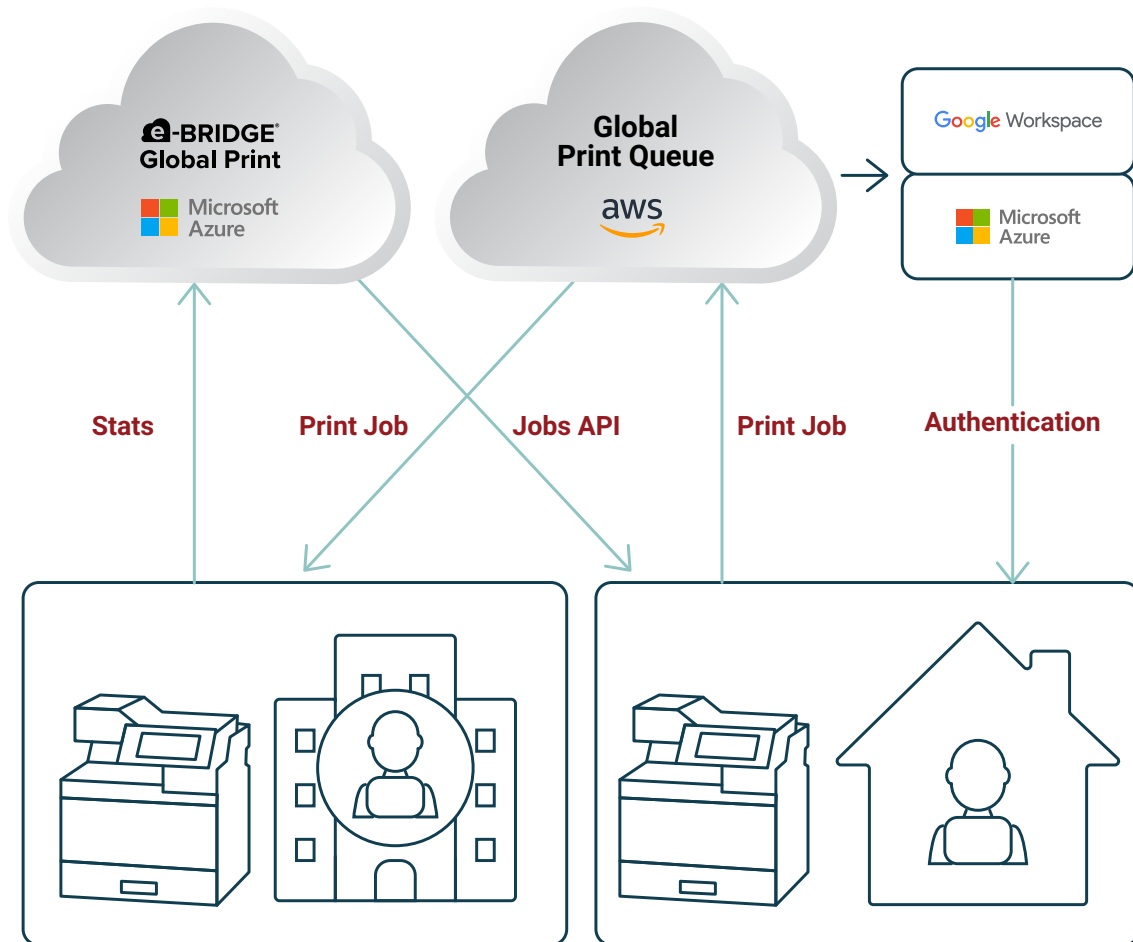 e-BRIDGE®
Global Print
Microsoft
Azure
Global
Print Queue
aws
Google Workspace
Microsoft
Azure
Stats
Print Job
Jobs API
Print Job
Authentication